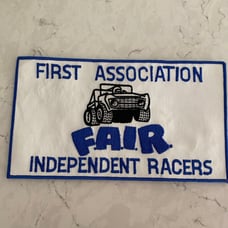 FIRST ASSOCIATION
F.A.I.R.
INDEPENDENT RACERS